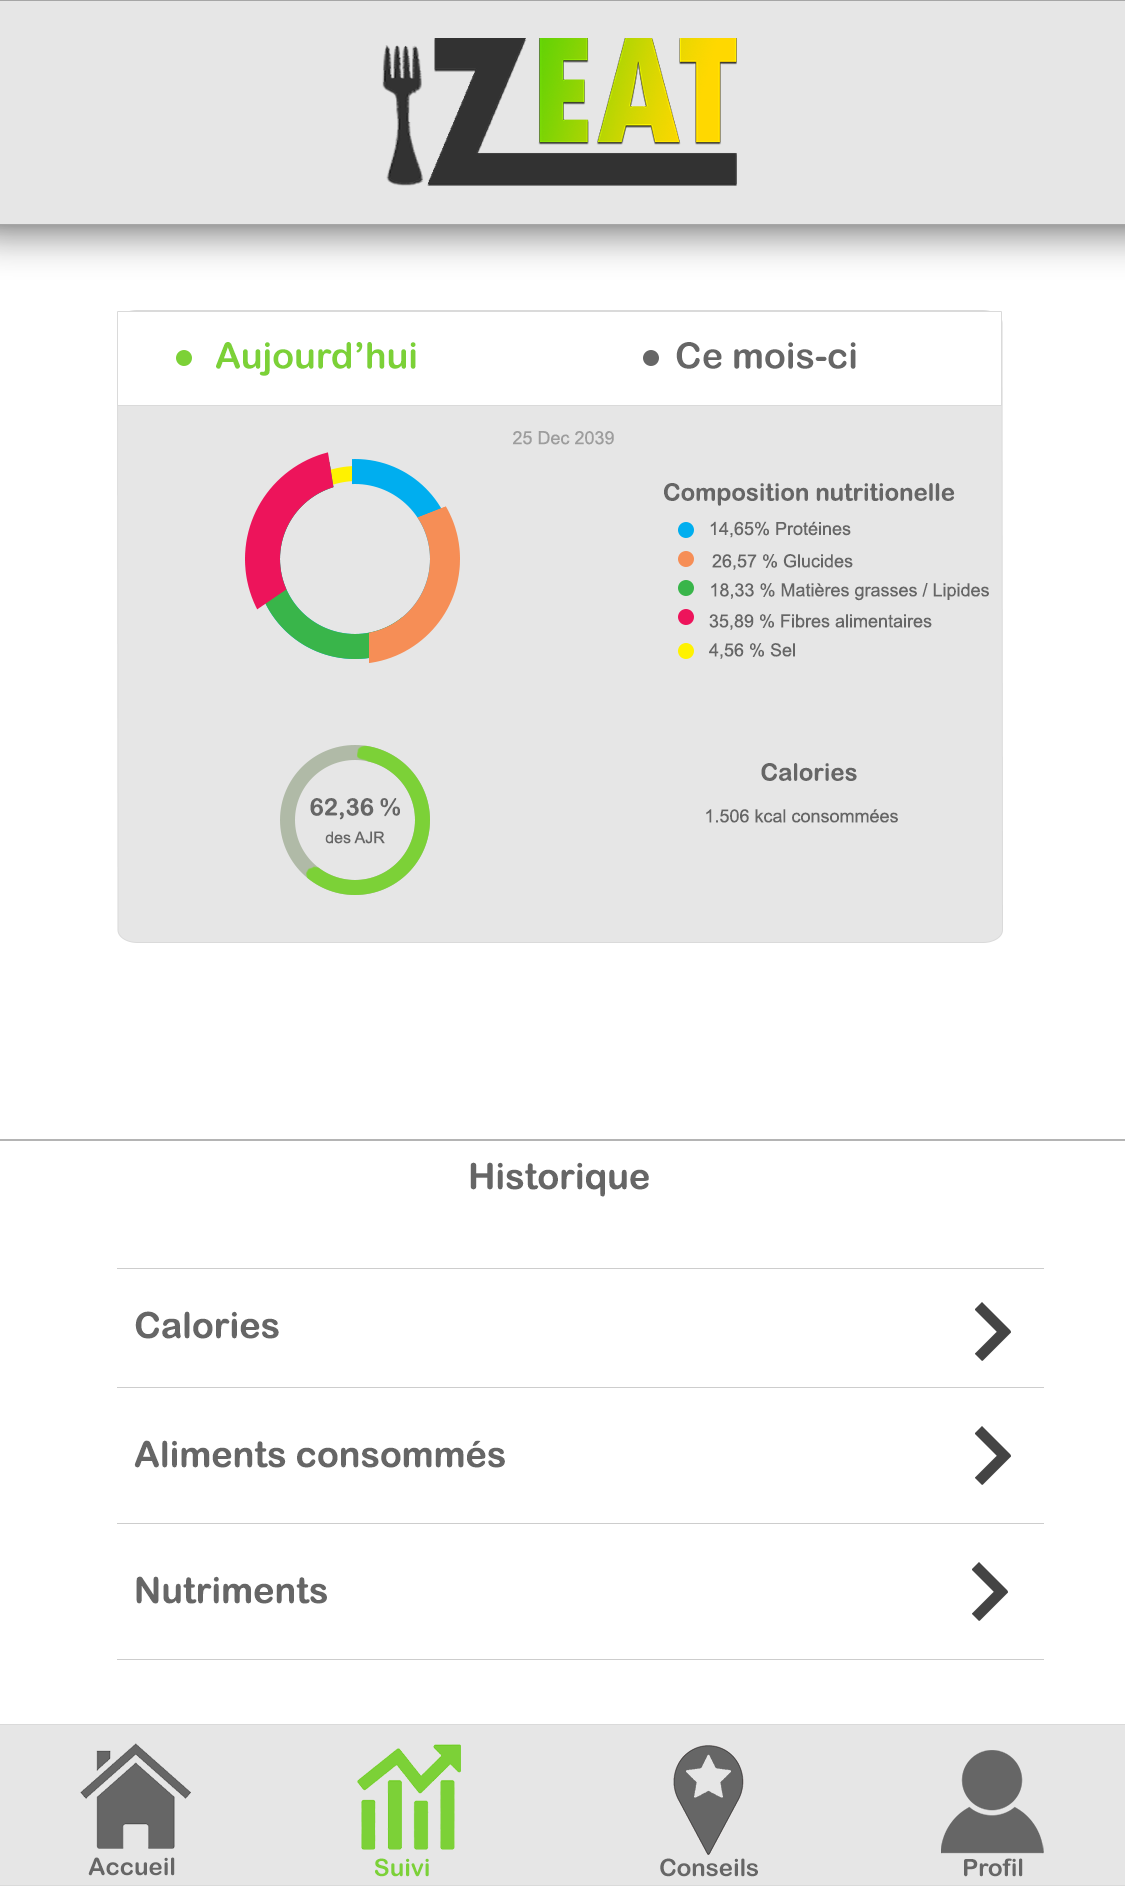 ZEAT
Aujourd’hui
Ce mois-ci
25 Dec 2039
Composition nutritionelle
14,65% Protéines
26,57 % Glucides
18,33 % Matières grasses / Lipides
35,89 % Fibres alimentaires
4,56 % Sel
62,36 %
des AJR
Calories
1.506 kcal consommées
Historique
Calories
Aliments consommés
Nutriments
Accueil
Suivi
Conseils
Profil